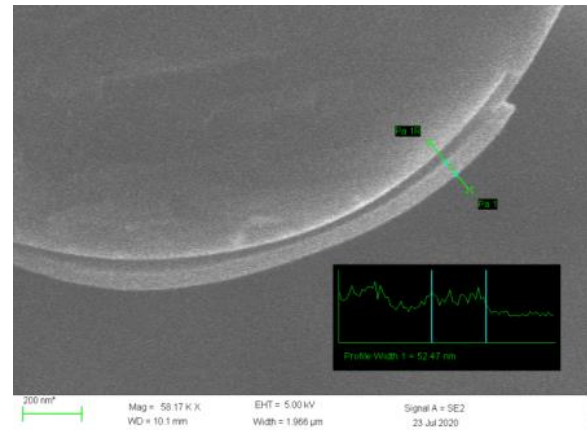 Pa 1R
Pa 1
Profile Width 1 = 52.47 nm
200 nm*
Mag = 58.17 K X
EHT = 5.00 kV
Signal A = SE2
WD = 10.1 mm
Width = 1.966 µm
23 Jul 2020